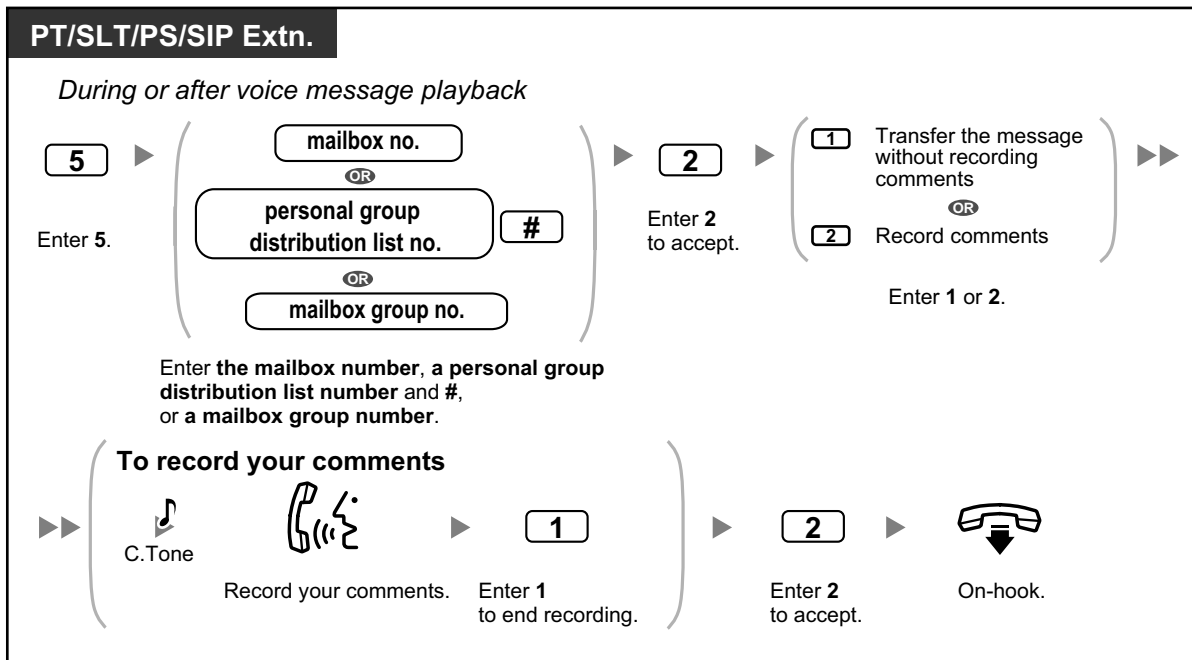 PT/SLT/PS/SIP Extn.
During or after voice message playback
5
Enter 5.
mailbox no.
OR
personal group
distribution list no.
#
OR
mailbox group no.
Enter the mailbox number, a personal group
distribution list number and #,
or a mailbox group number.
2
Enter 2
to accept.
1 Transfer the message
without recording
comments
OR
2 Record comments
Enter 1 or 2.
To record your comments
C.Tone
Record your comments.
1
Enter 1
to end recording.
2
Enter 2
to accept.
On-hook.